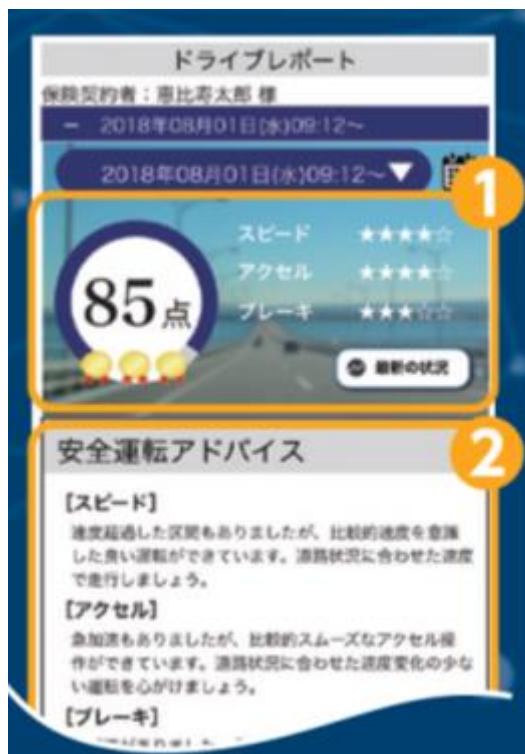 ドライブレポート
保険契約者：恵比寿太郎 様
− 2018年08月01日(水)09:12〜
2018年08月01日(水)09:12〜▼
1
スピード ★★★★☆
アクセル ★★★★☆
ブレーキ ★★★☆☆
85点
最新の状況
2
安全運転アドバイス
[スピード]
速度超過した区間もありましたが、比較的速度を意識
した良い運転ができています。道路状況に合わせた速度
で走行しましょう。
[アクセル]
急加速もありましたが、比較的スムーズなアクセル操
作ができています。道路状況に合わせた速度変化の少な
い運転を心がけましょう。
[ブレーキ]